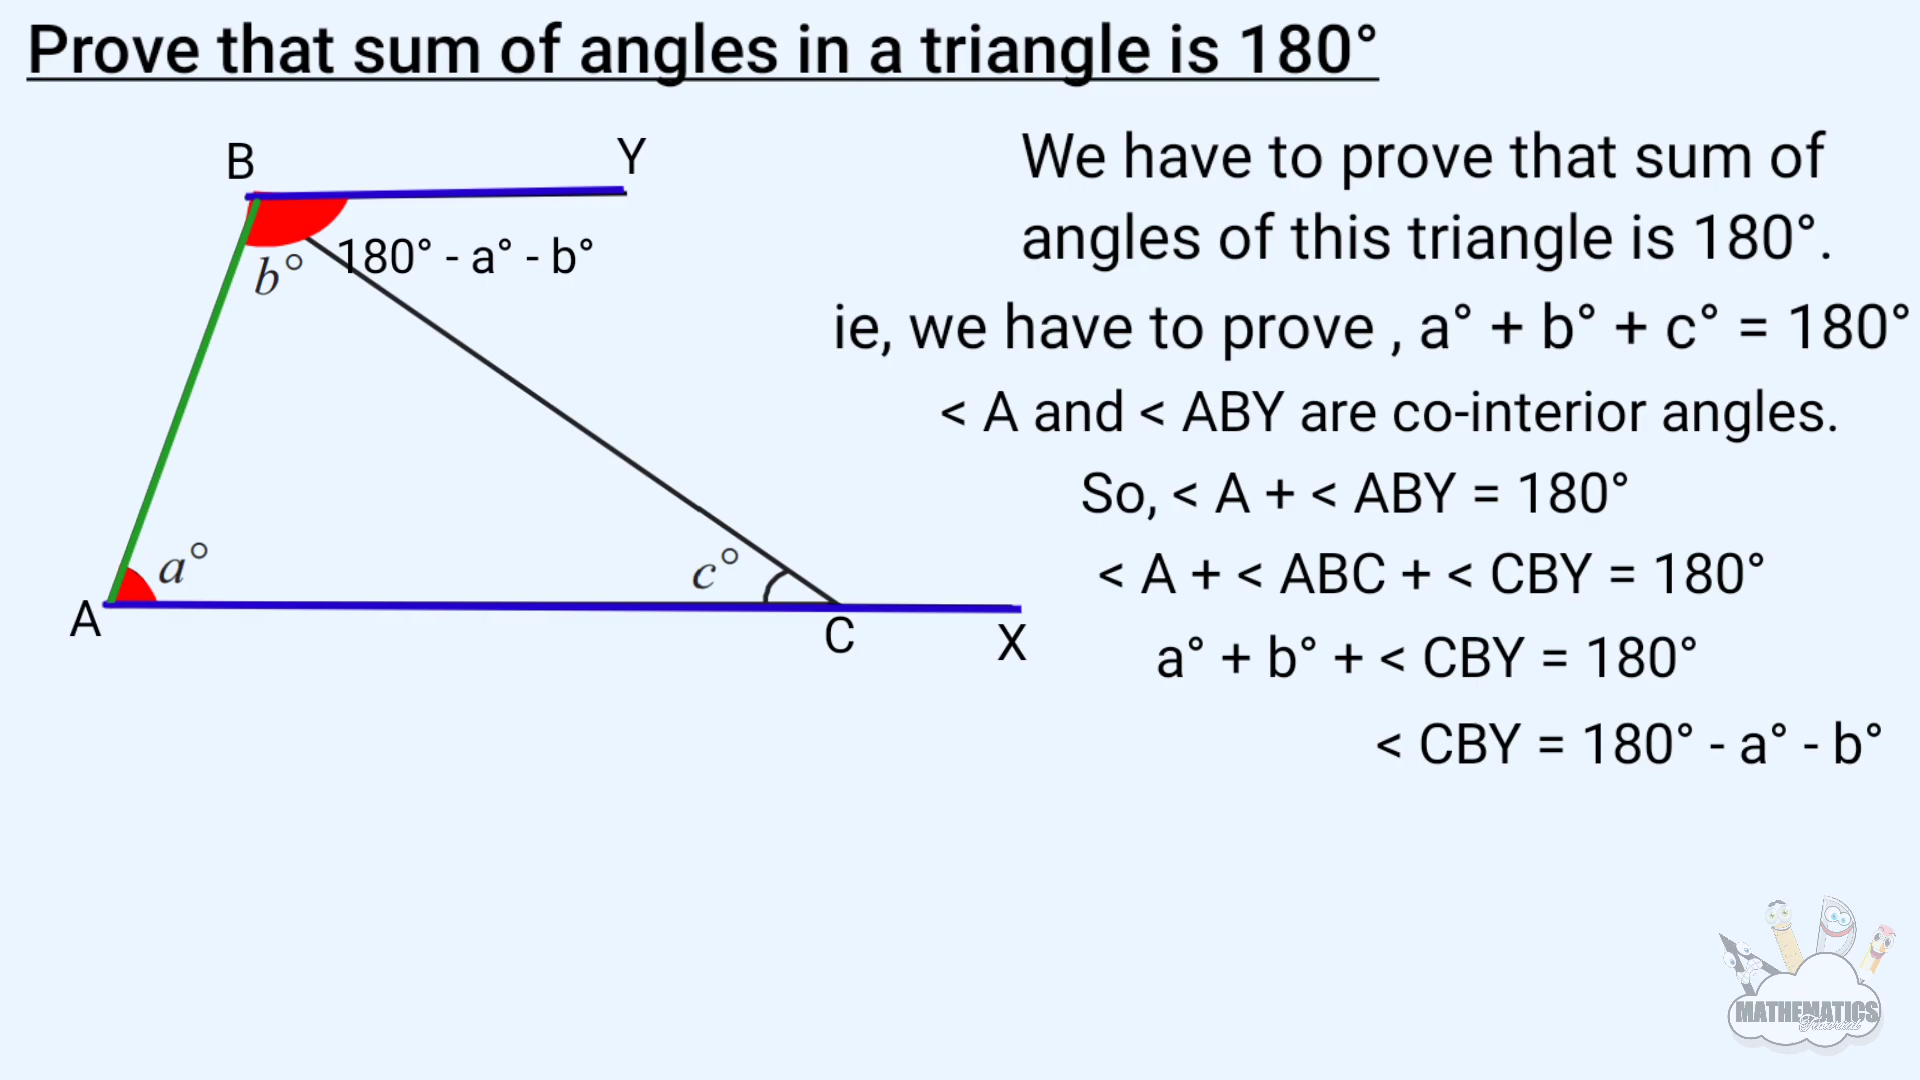 Prove that sum of angles in a triangle is 180°
B
Y
b°
180° - a° - b°
a°
c°
A
C
X
We have to prove that sum of
angles of this triangle is 180°.
ie, we have to prove , a° + b° + c° = 180°
< A and < ABY are co-interior angles.
So, < A + < ABY = 180°
< A + < ABC + < CBY = 180°
a° + b° + < CBY = 180°
< CBY = 180° - a° - b°
MATHEMATICS
Tutorial